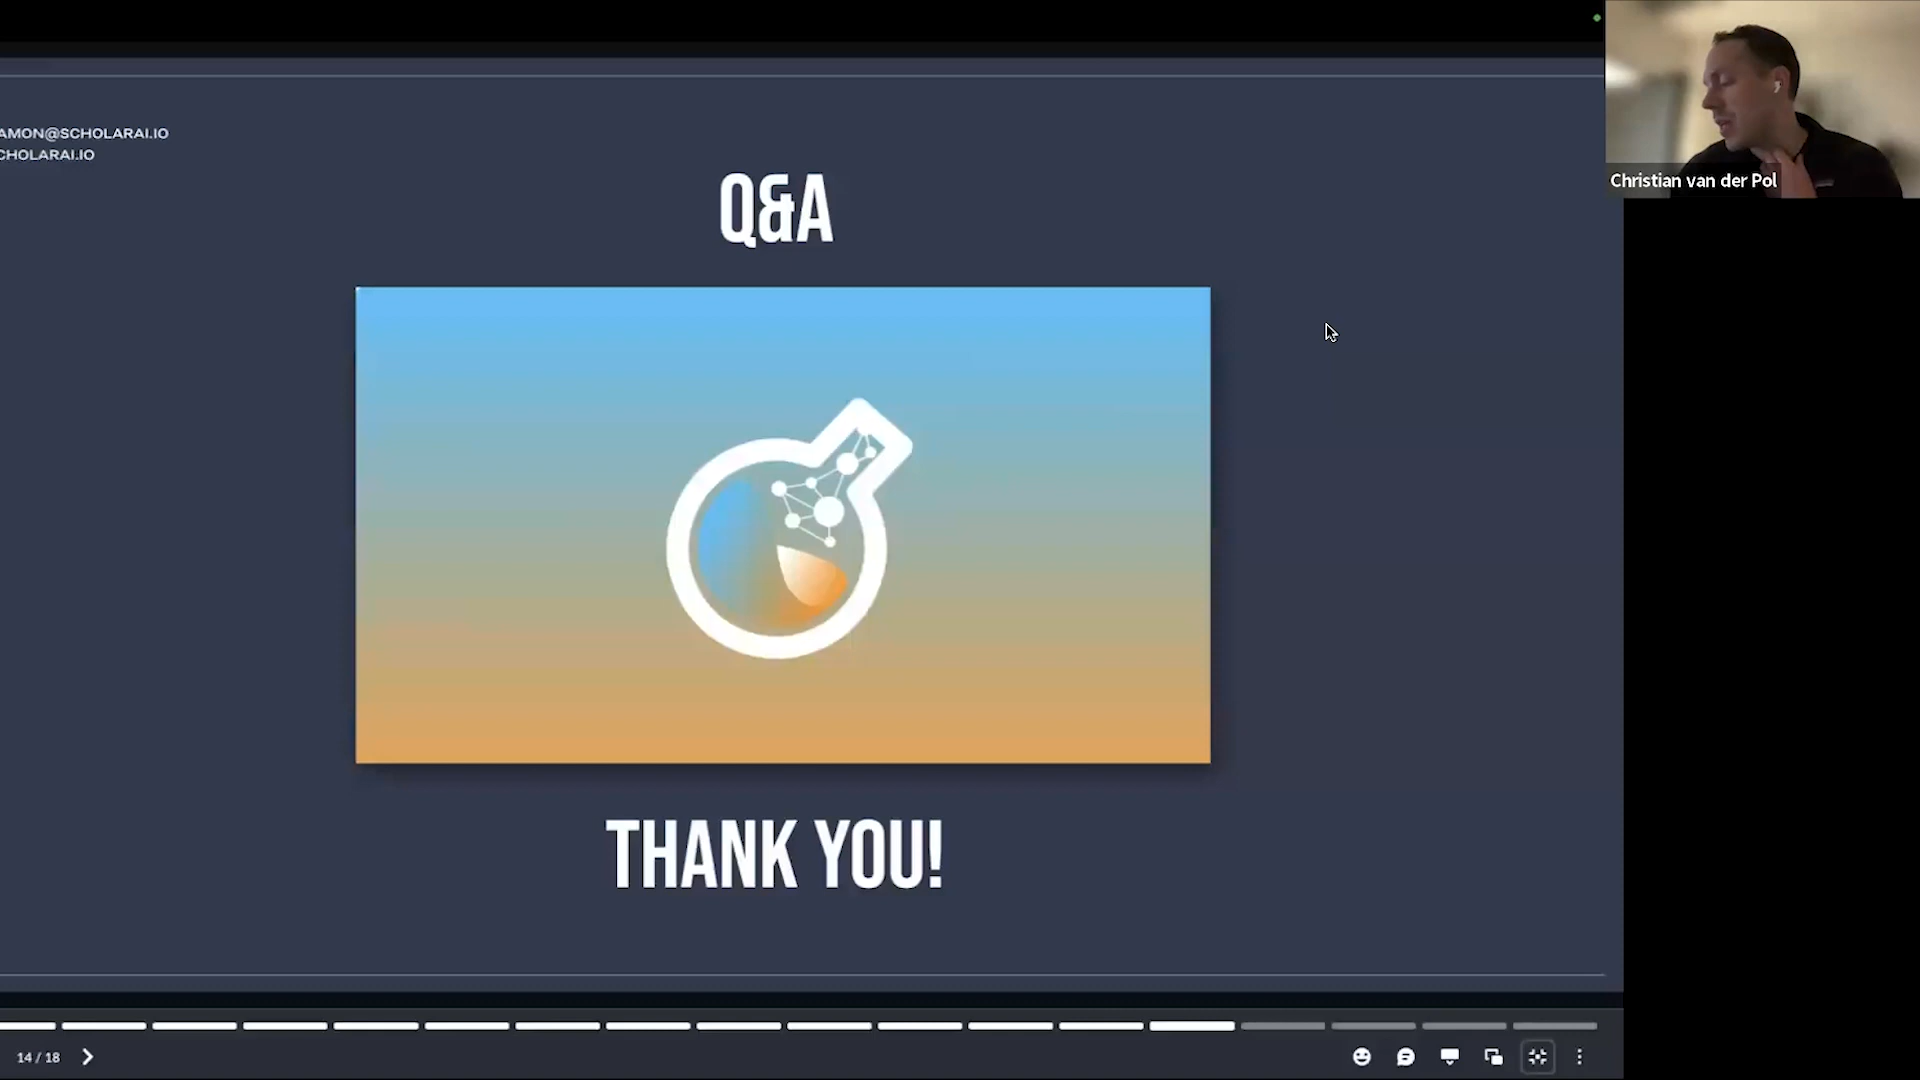 AMON@SCHOLARAI.IO
CHOLARAI.IO
Q&A
THANK YOU!
Christian van der Pol
14 / 18